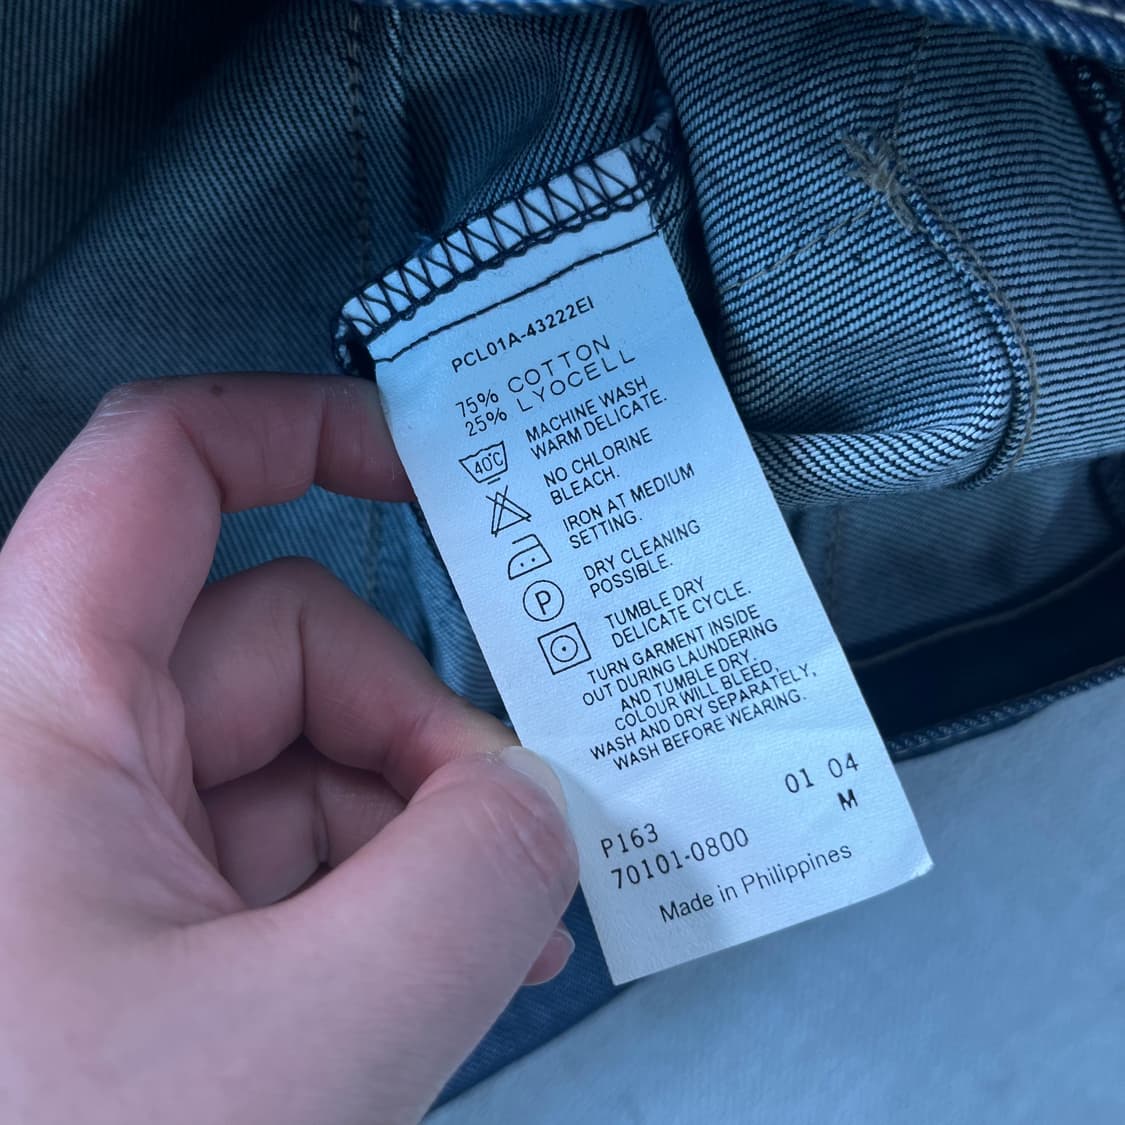 PCL01A-43222EI
75% COTTON
25% LYOCELL
40°C
MACHINE WASH
WARM DELICATE.
NO CHLORINE
BLEACH.
IRON AT MEDIUM
SETTING.
P
DRY CLEANING
POSSIBLE.
TUMBLE DRY
DELICATE CYCLE.
TURN GARMENT INSIDE
OUT DURING LAUNDERING
AND TUMBLE DRY.
COLOUR WILL BLEED,
WASH AND DRY SEPARATELY,
WASH BEFORE WEARING.
01 04
M
P163
70101-0800
Made in Philippines